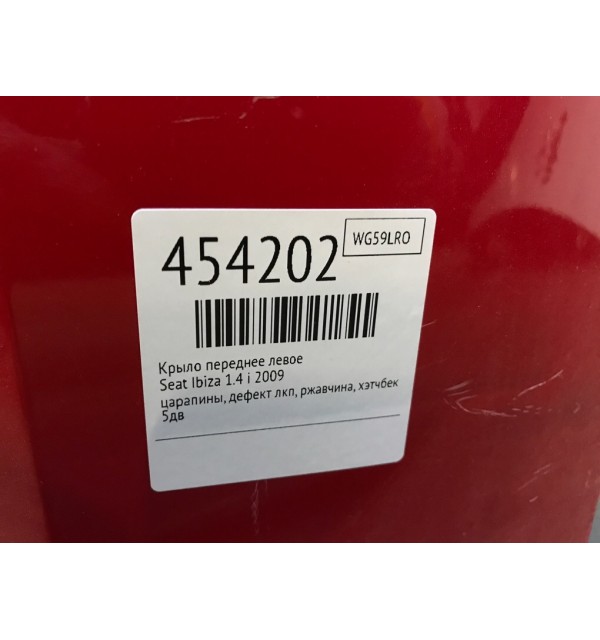 454202
WG59LRO
Крыло переднее левое
Seat Ibiza 1.4 i 2009
царапины, дефект лкп, ржавчина, хэтчбек
5дв